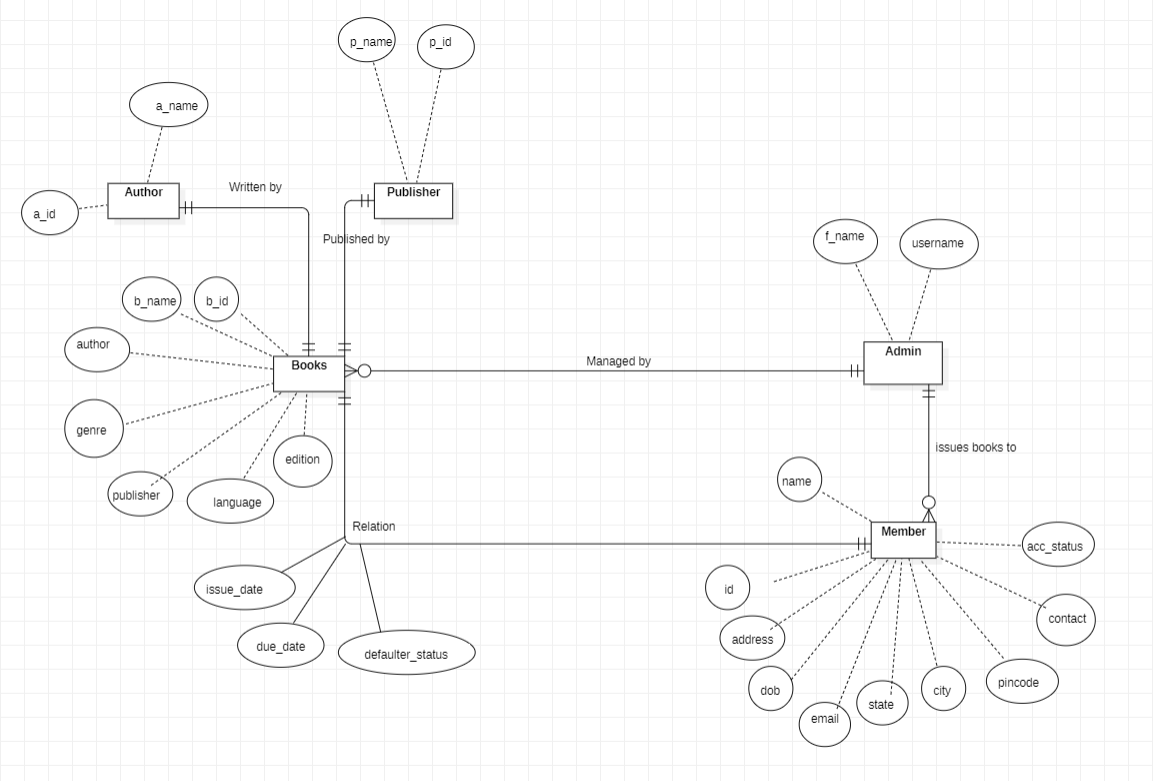 p_name
p_id
a_name
Author
Written by
Publisher
a_id
Published by
f_name
username
b_name
b_id
author
Books
Managed by
Admin
genre
edition
issues books to
publisher
language
name
Relation
Member
acc_status
issue_date
id
contact
due_date
defaulter_status
address
dob
email
state
city
pincode